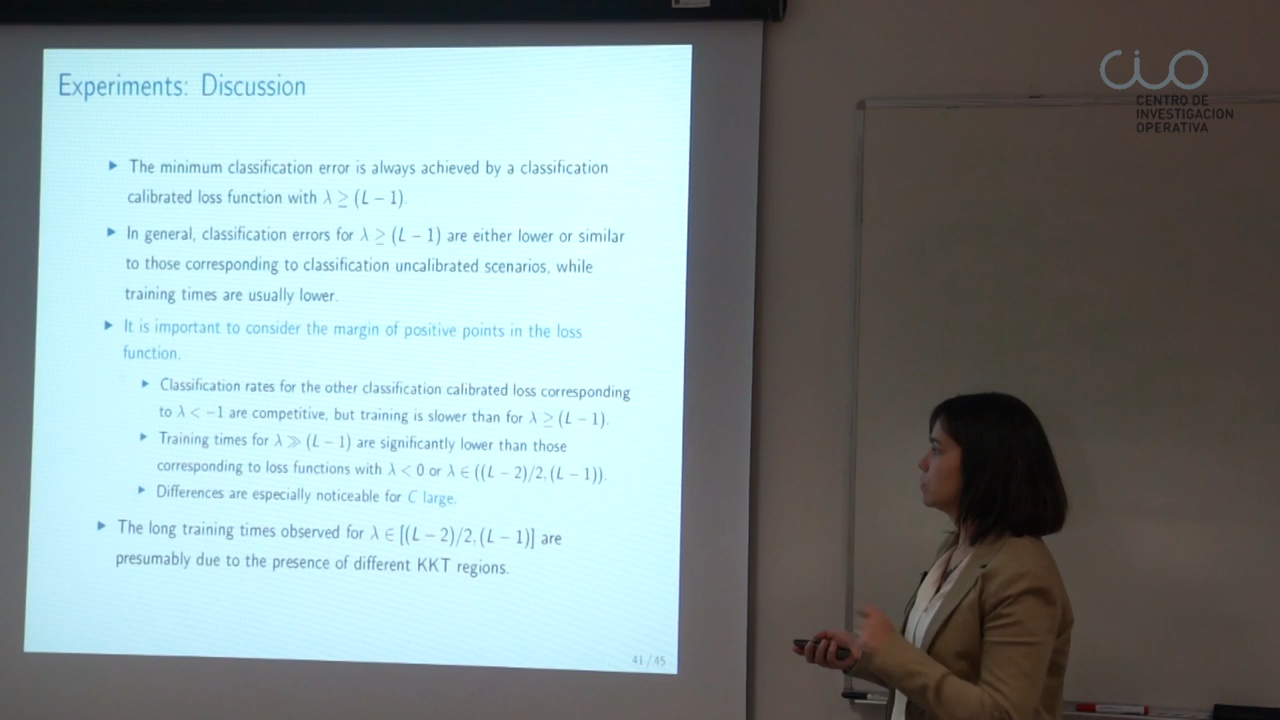 Experiments: Discussion
The minimum classification error is always achieved by a classification
calibrated loss function with λ ≥ (L − 1).
In general, classification errors for λ ≥ (L − 1) are either lower or similar
to those corresponding to classification uncalibrated scenarios, while
training times are usually lower.
It is important to consider the margin of positive points in the loss
function.
Classification rates for the other classification calibrated loss corresponding
to λ < −1 are competitive, but training is slower than for λ ≥ (L − 1).
Training times for λ ≫ (L − 1) are significantly lower than those
corresponding to loss functions with λ < 0 or λ ∈ ((L − 2)/2, (L − 1)).
Differences are especially noticeable for C large.
The long training times observed for λ ∈ [(L − 2)/2, (L − 1)] are
presumably due to the presence of different KKT regions.
41 / 45
CIO
CENTRO DE
INVESTIGACION
OPERATIVA